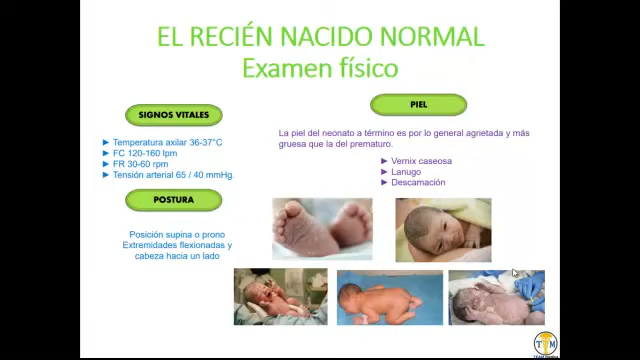 EL RECIÉN NACIDO NORMAL
Examen físico
SIGNOS VITALES
► Temperatura axilar 36-37°C
► FC 120-160 lpm
► FR 30-60 rpm
► Tensión arterial 65 / 40 mmHg.
POSTURA
Posición supina o prono
Extremidades flexionadas y
cabeza hacia un lado
PIEL
La piel del neonato a término es por lo general agrietada y más
gruesa que la del prematuro.
► Vernix caseosa
► Lanugo
► Descamación
TM